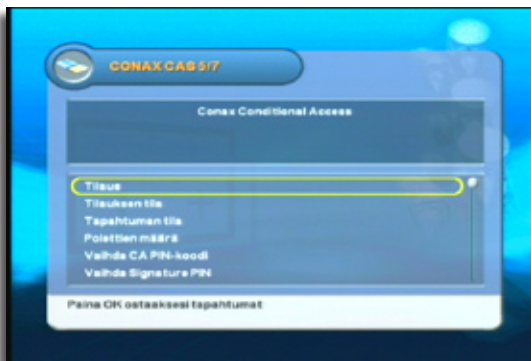 CONAX CAS 5/7
Conax Conditional Access
Tilaus
Tilauksen tila
Tapahtuman tila
Polettien määrä
Vaihda CA PIN-koodi
Vaihda Signature PIN
Paina OK ostaaksesi tapahtumat